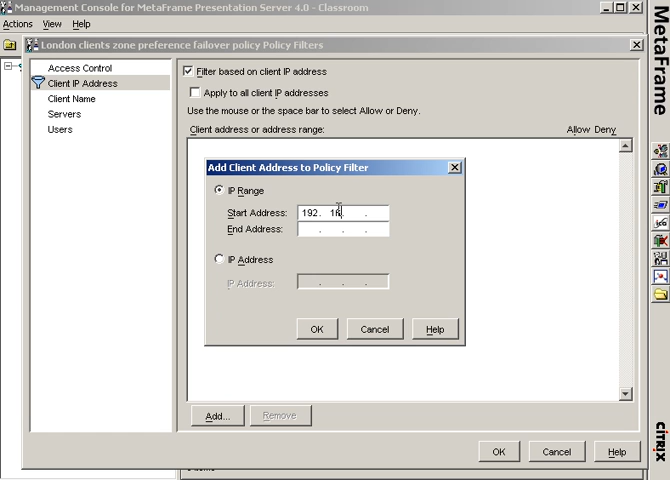 Management Console for MetaFrame Presentation Server 4.0 - Classroom
Actions View Help
London clients zone preference failover policy Policy Filters
Access Control
Client IP Address
Client Name
Servers
Users
Filter based on client IP address
Apply to all client IP addresses
Use the mouse or the space bar to select Allow or Deny.
Client address or address range:
Allow Deny
Add Client Address to Policy Filter
IP Range
Start Address: 192. 16. .
End Address: . . .
IP Address
IP Address: . . .
OK Cancel Help
Add... Remove
OK Cancel Help
MetaFrame
CITRIX